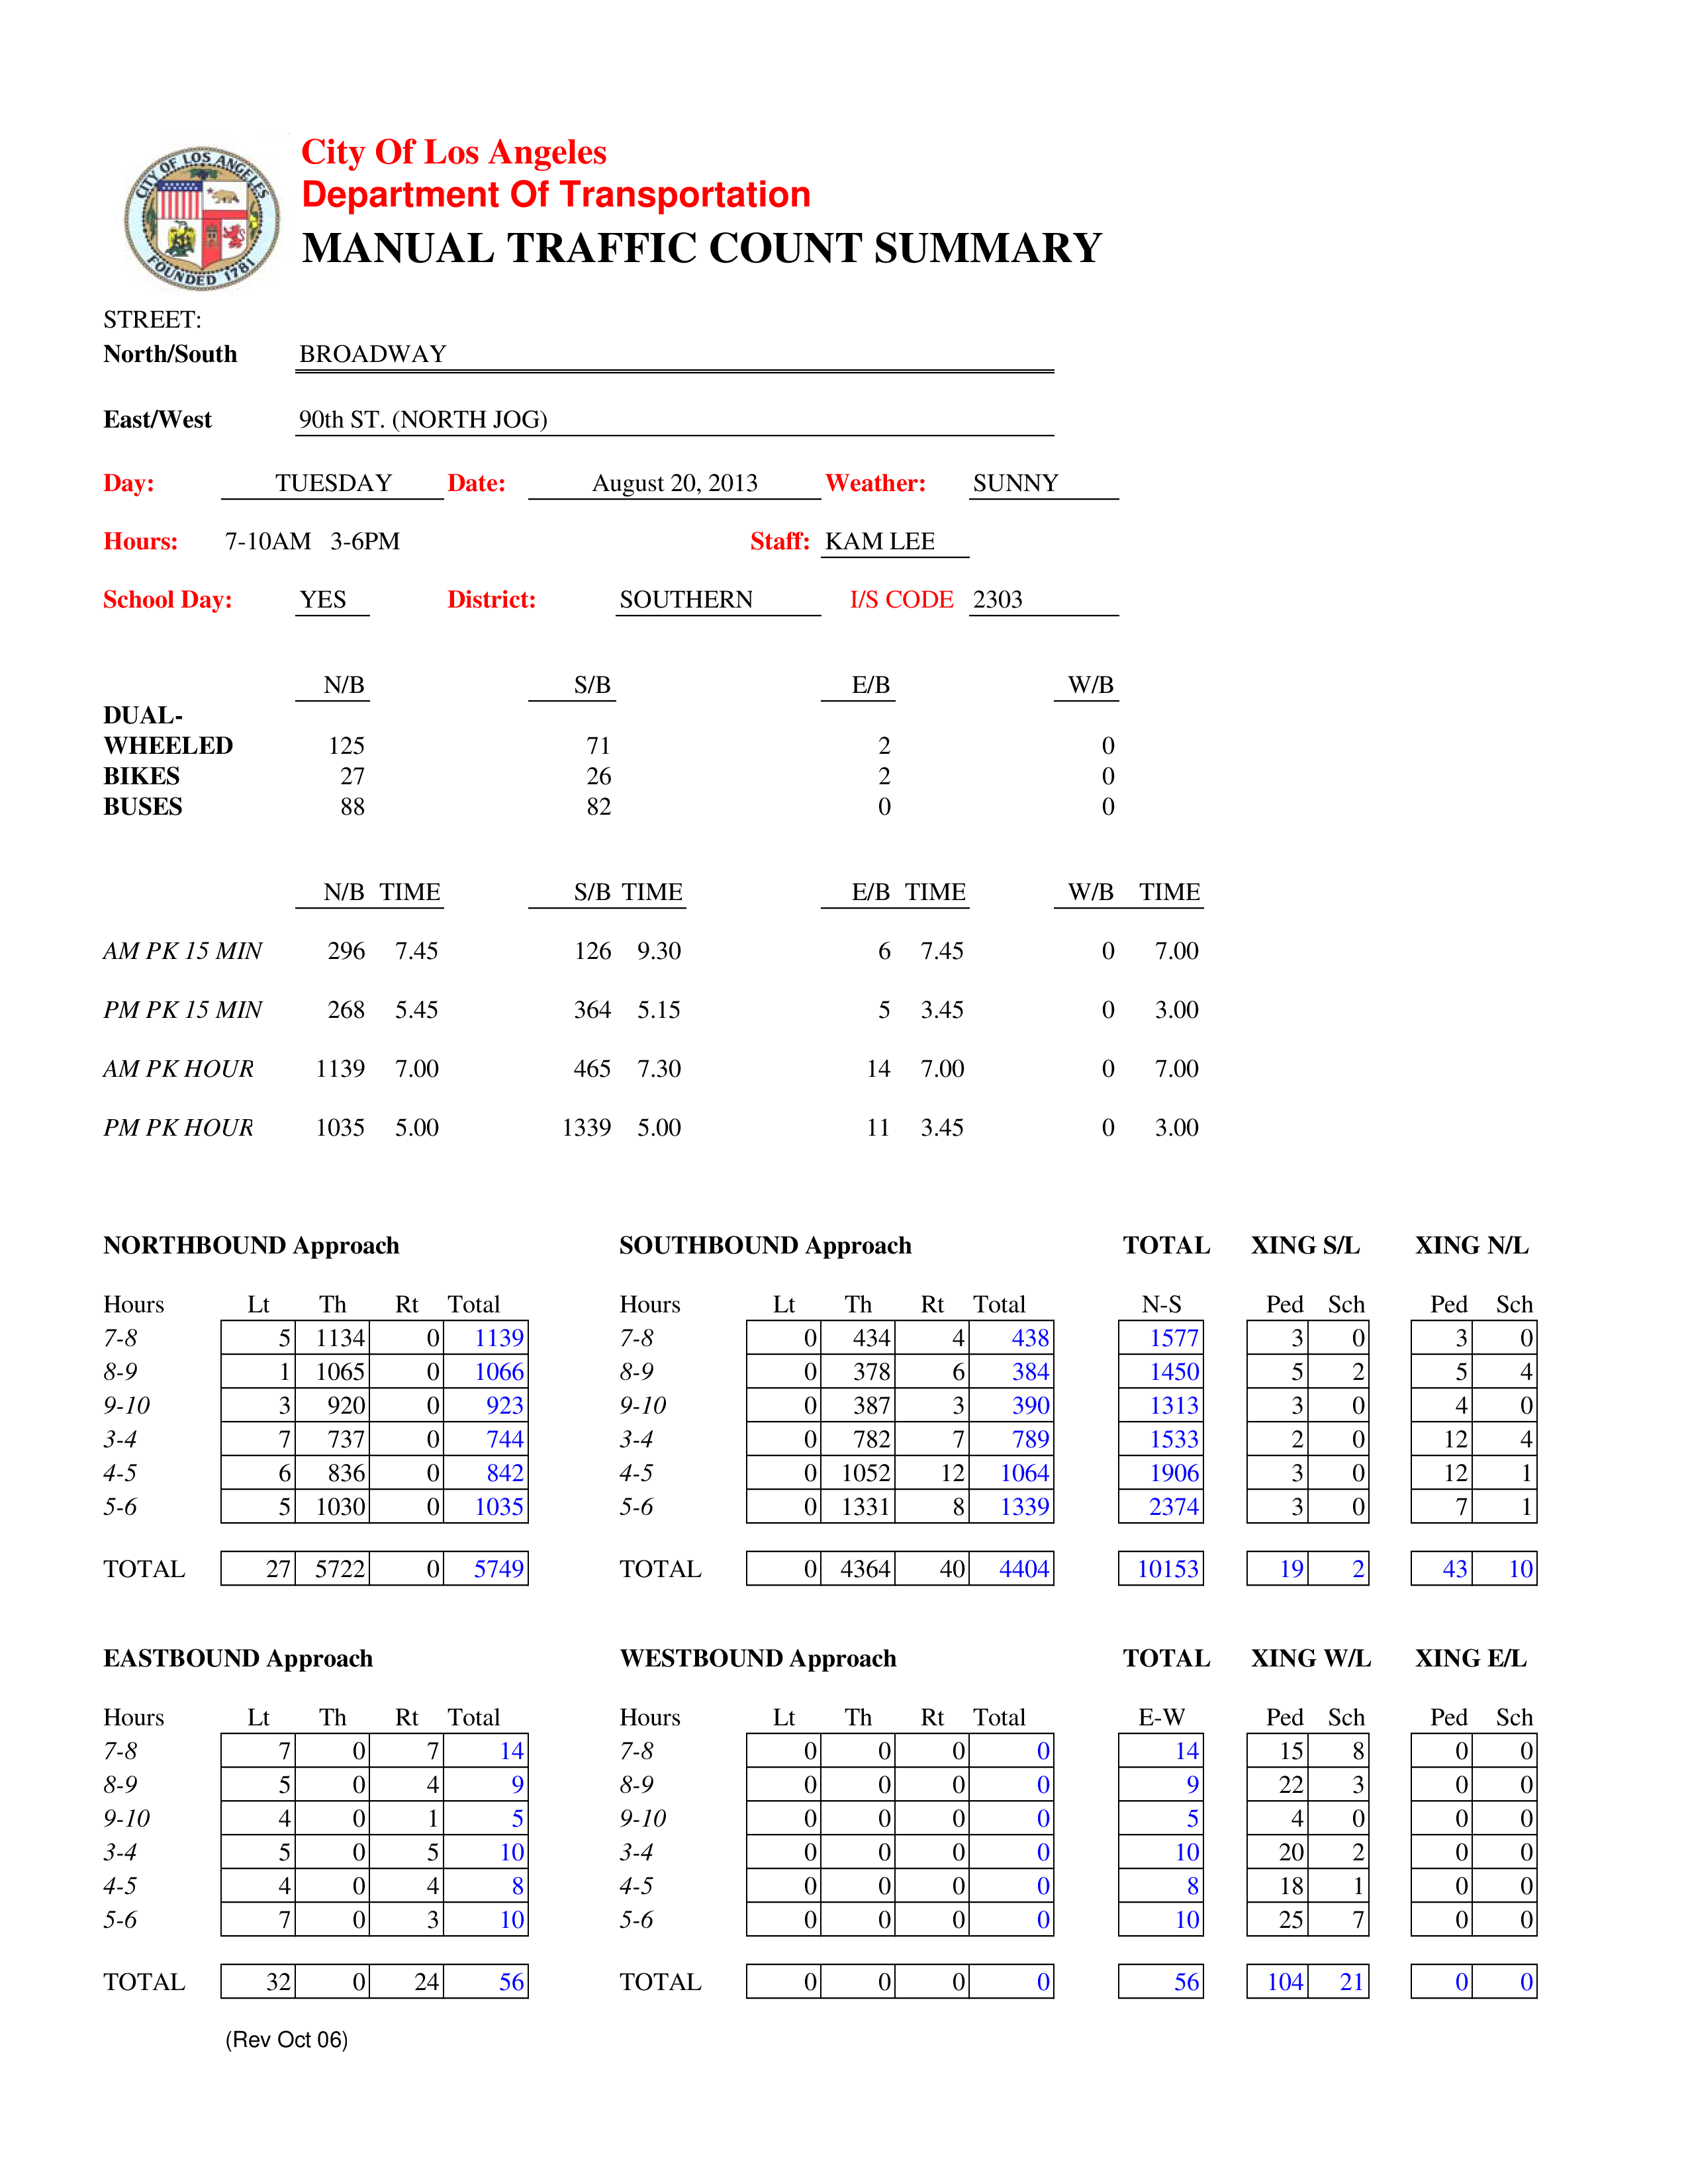 CITY OF LOS ANGELES
FOUNDED 1781
City Of Los Angeles
Department Of Transportation
MANUAL TRAFFIC COUNT SUMMARY
STREET:
North/South BROADWAY
East/West 90th ST. (NORTH JOG)
Day: TUESDAY Date: August 20, 2013 Weather: SUNNY
Hours: 7-10AM 3-6PM Staff: KAM LEE
School Day: YES District: SOUTHERN I/S CODE 2303
N/B S/B E/B W/B
DUAL-
WHEELED 125 71 2 0
BIKES 27 26 2 0
BUSES 88 82 0 0
N/B TIME S/B TIME E/B TIME W/B TIME
AM PK 15 MIN 296 7.45 126 9.30 6 7.45 0 7.00
PM PK 15 MIN 268 5.45 364 5.15 5 3.45 0 3.00
AM PK HOUR 1139 7.00 465 7.30 14 7.00 0 7.00
PM PK HOUR 1035 5.00 1339 5.00 11 3.45 0 3.00
NORTHBOUND Approach SOUTHBOUND Approach TOTAL XING S/L XING N/L
Hours Lt Th Rt Total Hours Lt Th Rt Total N-S Ped Sch Ped Sch
7-8 5 1134 0 1139 7-8 0 434 4 438 1577 3 0 3 0
8-9 1 1065 0 1066 8-9 0 378 6 384 1450 5 2 5 4
9-10 3 920 0 923 9-10 0 387 3 390 1313 3 0 4 0
3-4 7 737 0 744 3-4 0 782 7 789 1533 2 0 12 4
4-5 6 836 0 842 4-5 0 1052 12 1064 1906 3 0 12 1
5-6 5 1030 0 1035 5-6 0 1331 8 1339 2374 3 0 7 1
TOTAL 27 5722 0 5749 TOTAL 0 4364 40 4404 10153 19 2 43 10
EASTBOUND Approach WESTBOUND Approach TOTAL XING W/L XING E/L
Hours Lt Th Rt Total Hours Lt Th Rt Total E-W Ped Sch Ped Sch
7-8 7 0 7 14 7-8 0 0 0 0 14 15 8 0 0
8-9 5 0 4 9 8-9 0 0 0 0 9 22 3 0 0
9-10 4 0 1 5 9-10 0 0 0 0 5 4 0 0 0
3-4 5 0 5 10 3-4 0 0 0 0 10 20 2 0 0
4-5 4 0 4 8 4-5 0 0 0 0 8 18 1 0 0
5-6 7 0 3 10 5-6 0 0 0 0 10 25 7 0 0
TOTAL 32 0 24 56 TOTAL 0 0 0 0 56 104 21 0 0
(Rev Oct 06)